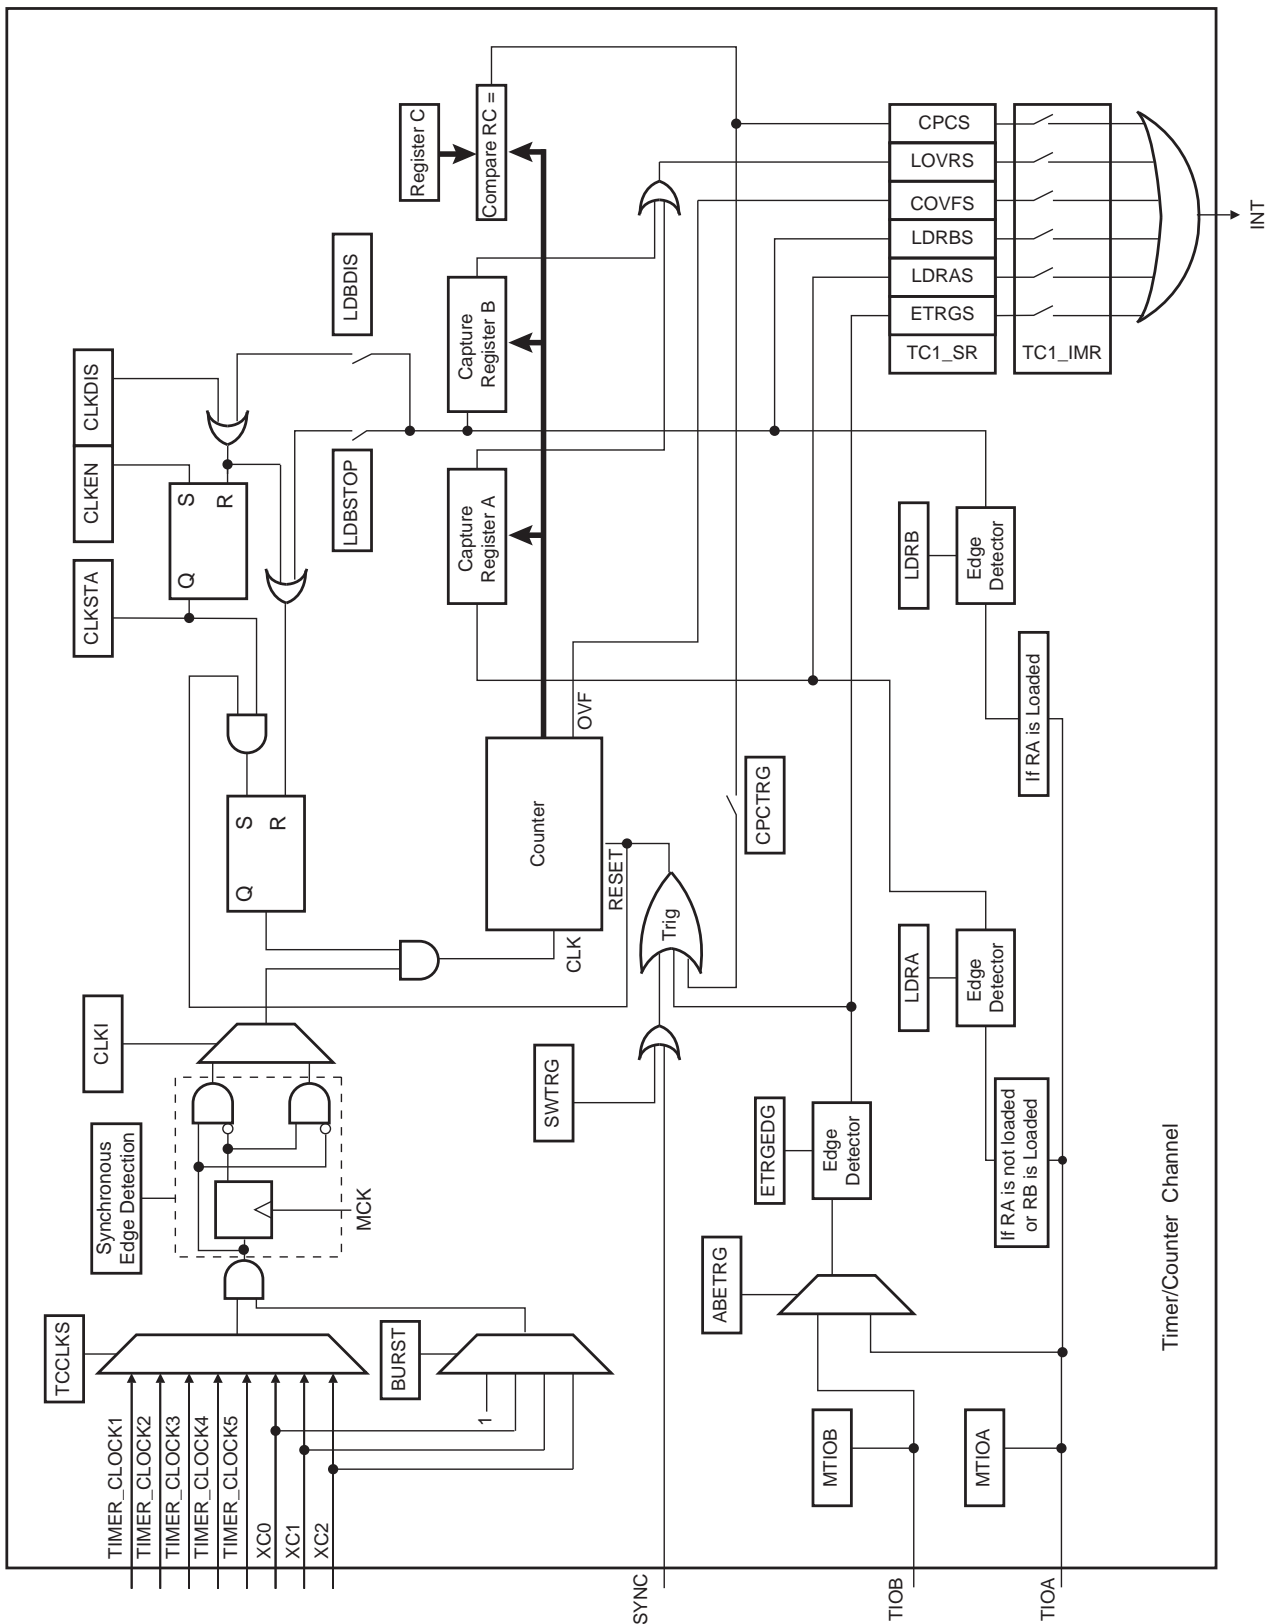 TCCLKS
TIMER_CLOCK1
TIMER_CLOCK2
TIMER_CLOCK3
TIMER_CLOCK4
TIMER_CLOCK5
XC0
XC1
XC2
BURST
1
Synchronous
Edge Detection
MCK
CLKI
CLKSTA
CLKEN
CLKDIS
Q
S
R
Q
S
R
LDBSTOP
LDBDIS
Register C
Capture
Register A
Capture
Register B
Compare RC =
Counter
CLK
OVF
RESET
SYNC
SWTRG
Trig
CPCTRG
ABETRG
ETRGEDG
Edge
Detector
MTIOB
TIOB
MTIOA
TIOA
LDRA
Edge
Detector
If RA is not loaded
or RB is Loaded
LDRB
Edge
Detector
If RA is Loaded
CPCS
LOVRS
COVFS
LDRBS
LDRAS
ETRGS
TC1_SR
TC1_IMR
INT
Timer/Counter Channel